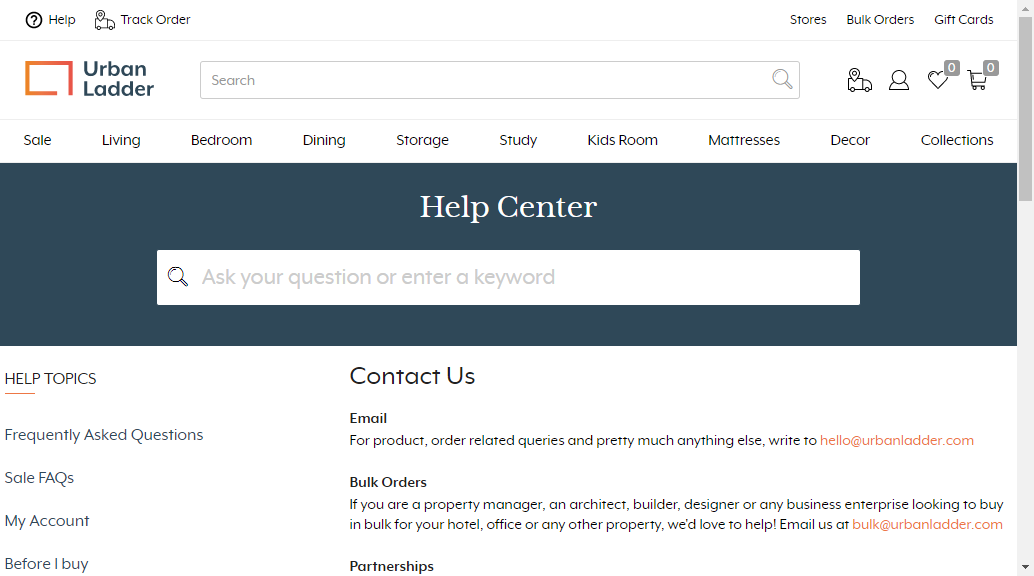 Help
Track Order
Stores
Bulk Orders
Gift Cards
Urban
Ladder
Search
0
0
Sale
Living
Bedroom
Dining
Storage
Study
Kids Room
Mattresses
Decor
Collections
Help Center
Ask your question or enter a keyword
HELP TOPICS
Frequently Asked Questions
Sale FAQs
My Account
Before I buy
Contact Us
Email
For product, order related queries and pretty much anything else, write to hello@urbanladder.com
Bulk Orders
If you are a property manager, an architect, builder, designer or any business enterprise looking to buy
in bulk for your hotel, office or any other property, we'd love to help! Email us at bulk@urbanladder.com
Partnerships